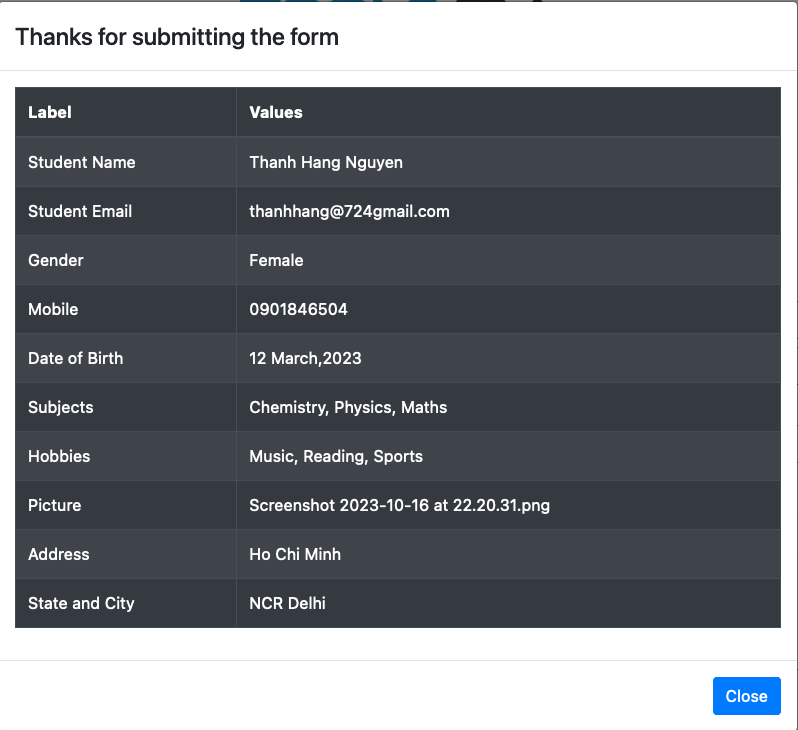 Thanks for submitting the form
Label Values
Student Name Thanh Hang Nguyen
Student Email thanhhang@724gmail.com
Gender Female
Mobile 0901846504
Date of Birth 12 March,2023
Subjects Chemistry, Physics, Maths
Hobbies Music, Reading, Sports
Picture Screenshot 2023-10-16 at 22.20.31.png
Address Ho Chi Minh
State and City NCR Delhi
Close